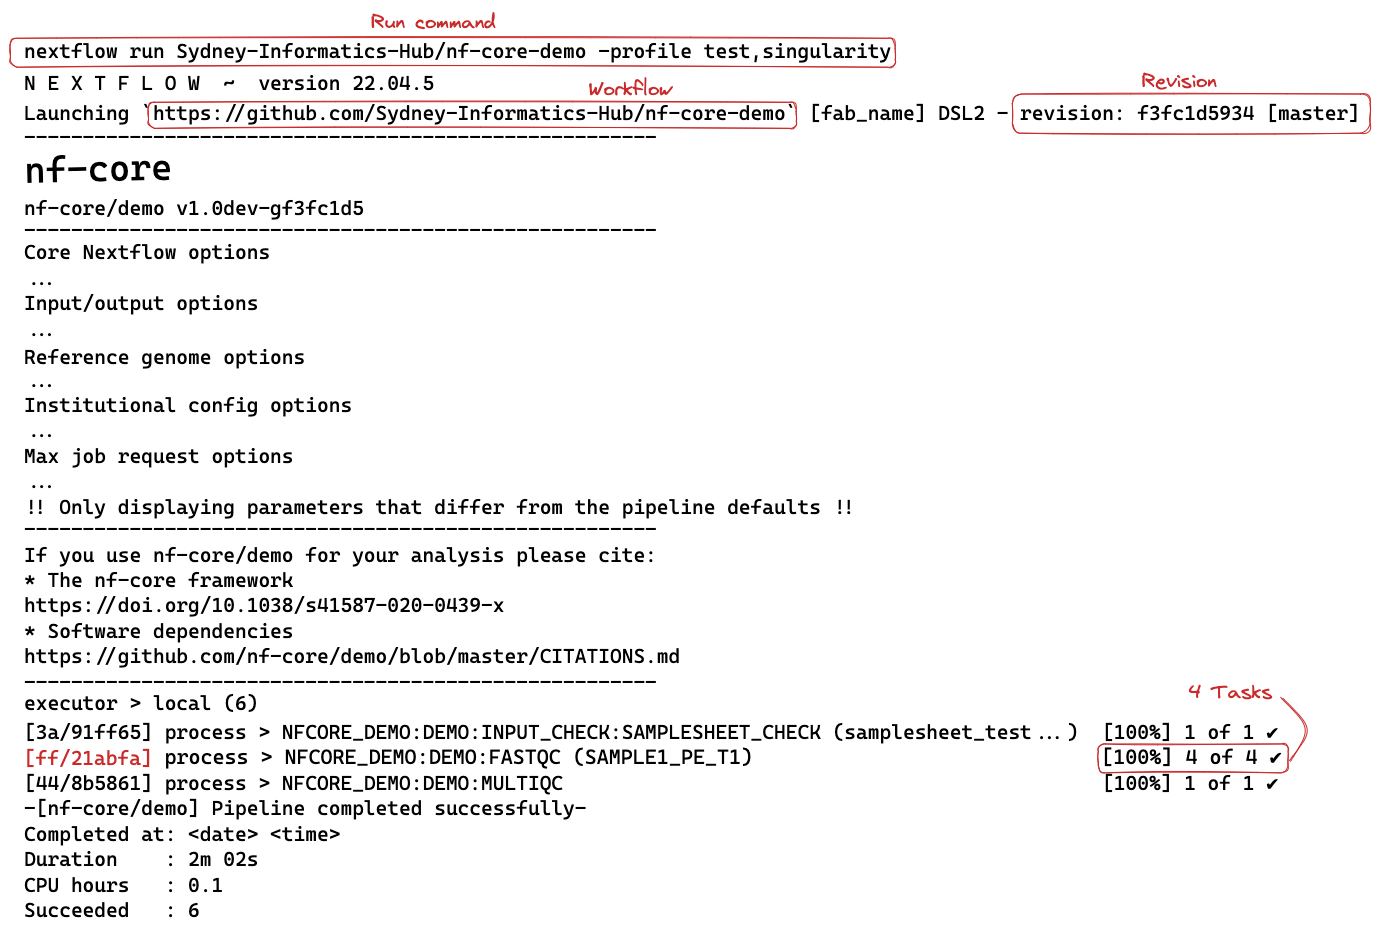 Run command
nextflow run Sydney-Informatics-Hub/nf-core-demo -profile test,singularity
N E X T F L O W  ~  version 22.04.5
Workflow
Revision
Launching `https://github.com/Sydney-Informatics-Hub/nf-core-demo` [fab_name] DSL2 - revision: f3fc1d5934 [master]
------------------------------------------------------
nf-core
nf-core/demo v1.0dev-gf3fc1d5
------------------------------------------------------
Core Nextflow options
...
Input/output options
...
Reference genome options
...
Institutional config options
...
Max job request options
...
!! Only displaying parameters that differ from the pipeline defaults !!
------------------------------------------------------
If you use nf-core/demo for your analysis please cite:
* The nf-core framework
https://doi.org/10.1038/s41587-020-0439-x
* Software dependencies
https://github.com/nf-core/demo/blob/master/CITATIONS.md
------------------------------------------------------
4 Tasks
executor > local (6)
[3a/91ff65] process > NFCORE_DEMO:DEMO:INPUT_CHECK:SAMPLESHEET_CHECK (samplesheet_test...) [100%] 1 of 1 ✔
[ff/21abfa] process > NFCORE_DEMO:DEMO:FASTQC (SAMPLE1_PE_T1) [100%] 4 of 4 ✔
[44/8b5861] process > NFCORE_DEMO:DEMO:MULTIQC [100%] 1 of 1 ✔
-[nf-core/demo] Pipeline completed successfully-
Completed at: <date> <time>
Duration    : 2m 02s
CPU hours   : 0.1
Succeeded   : 6